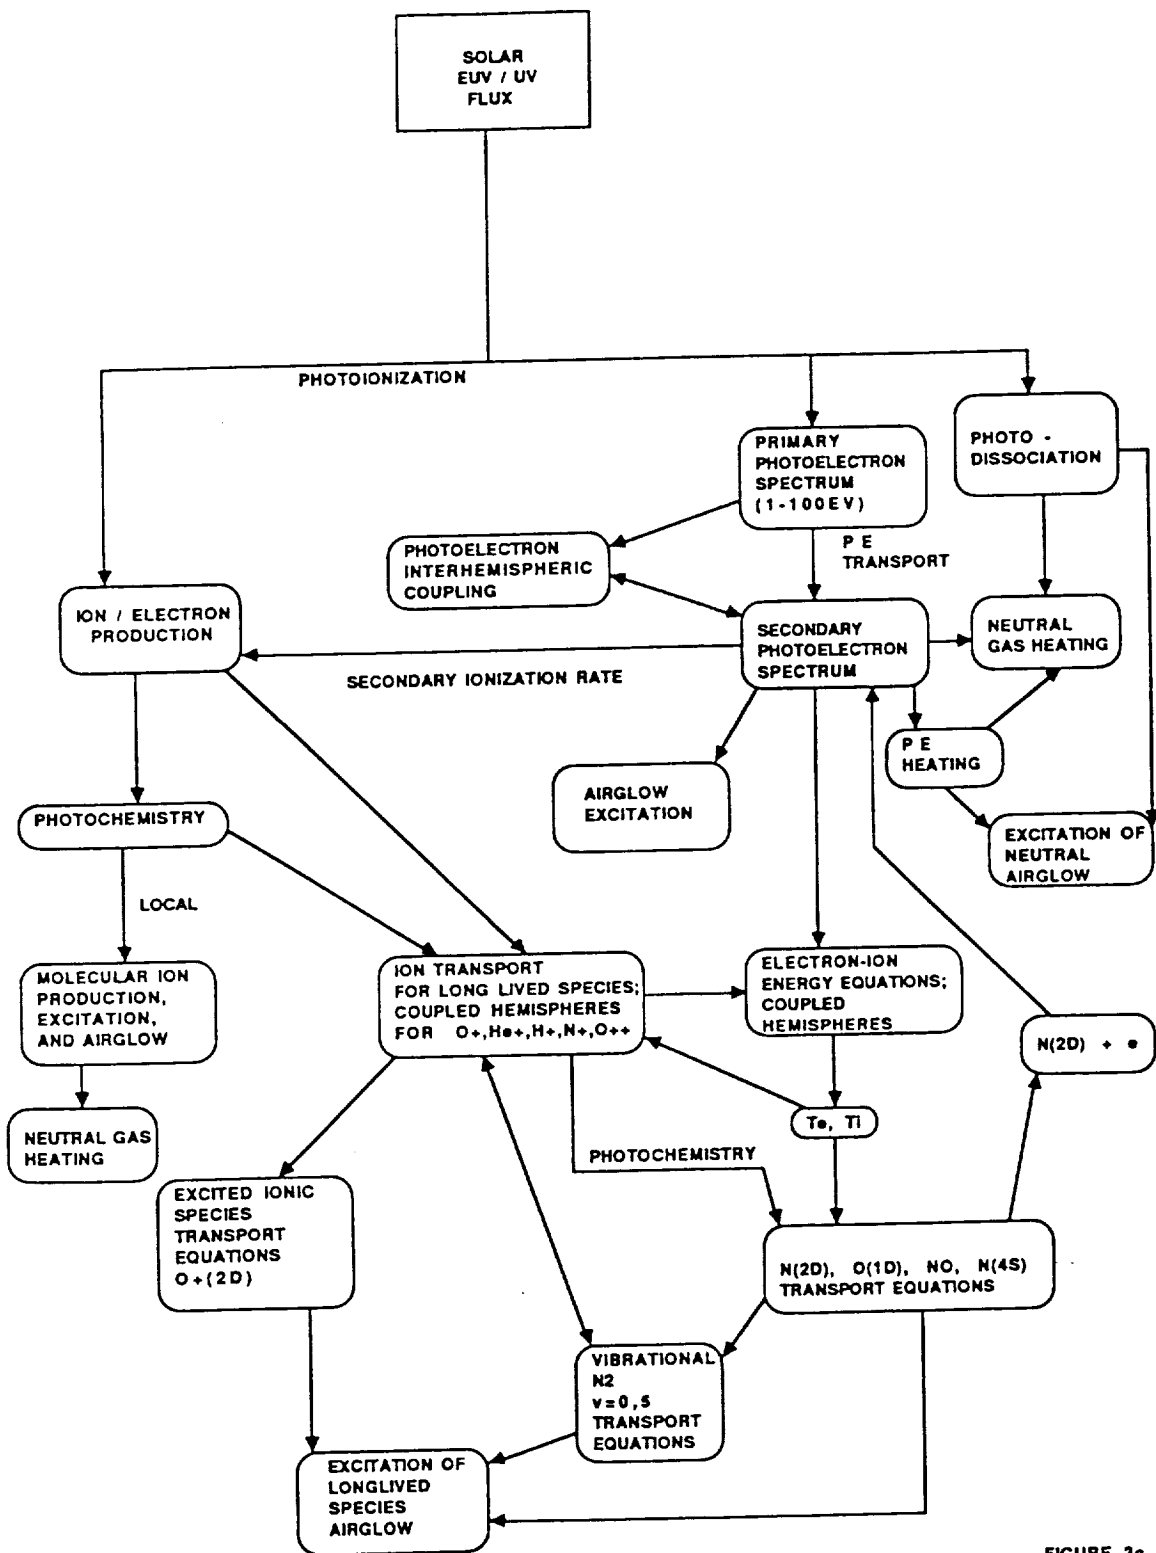 SOLAR
EUV / UV
FLUX
PHOTOIONIZATION
PRIMARY
PHOTOELECTRON
SPECTRUM
(1-100EV)
PHOTO -
DISSOCIATION
PHOTOELECTRON
INTERHEMISPHERIC
COUPLING
P E
TRANSPORT
ION / ELECTRON
PRODUCTION
SECONDARY
PHOTOELECTRON
SPECTRUM
NEUTRAL
GAS HEATING
SECONDARY IONIZATION RATE
P E
HEATING
AIRGLOW
EXCITATION
PHOTOCHEMISTRY
EXCITATION OF
NEUTRAL
AIRGLOW
LOCAL
MOLECULAR ION
PRODUCTION,
EXCITATION,
AND AIRGLOW
ION TRANSPORT
FOR LONG LIVED SPECIES;
COUPLED HEMISPHERES
FOR O+,He+,H+,N+,O++
ELECTRON-ION
ENERGY EQUATIONS;
COUPLED
HEMISPHERES
N(2D) + e
Te, Ti
NEUTRAL GAS
HEATING
PHOTOCHEMISTRY
EXCITED IONIC
SPECIES
TRANSPORT
EQUATIONS
O+(2D)
N(2D), O(1D), NO, N(4S)
TRANSPORT EQUATIONS
VIBRATIONAL
N2
v=0,5
TRANSPORT
EQUATIONS
EXCITATION OF
LONGLIVED
SPECIES
AIRGLOW
FIGURE